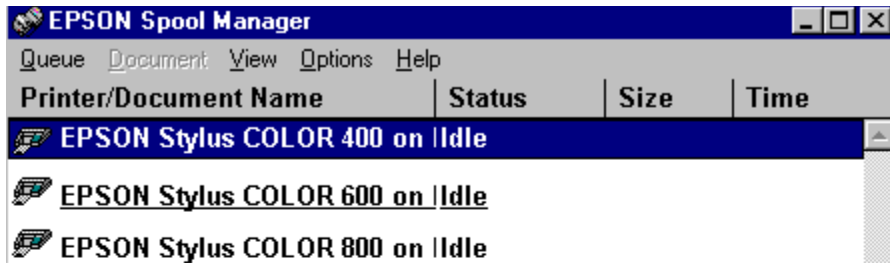 EPSON Spool Manager
Queue Document View Options Help
Printer/Document Name Status Size Time
EPSON Stylus COLOR 400 on Idle
EPSON Stylus COLOR 600 on Idle
EPSON Stylus COLOR 800 on Idle